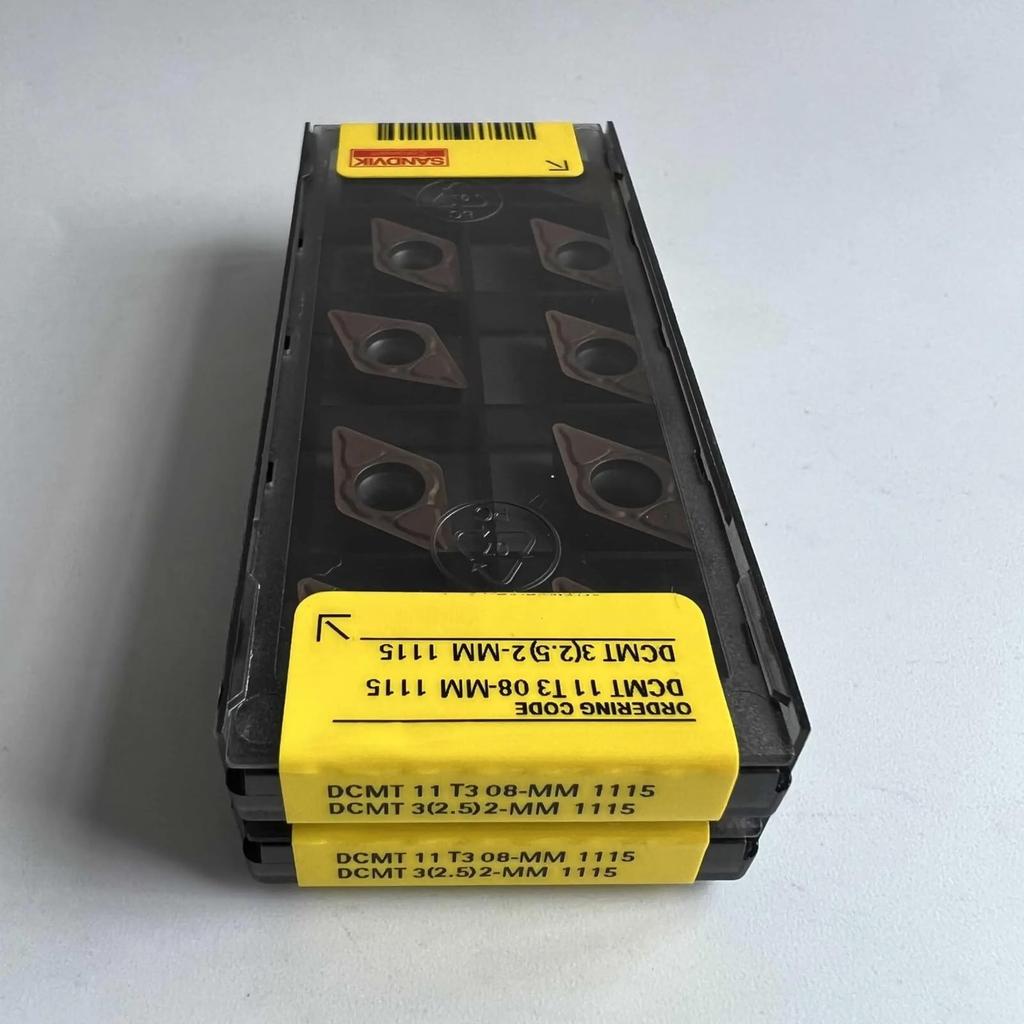 SANDVIK
ORDERING CODE
DCMT 11 T3 08-MM 1115
DCMT 3(2.5)2-MM 1115
DCMT 11 T3 08-MM 1115
DCMT 3(2.5)2-MM 1115
DCMT 11 T3 08-MM 1115
DCMT 3(2.5)2-MM 1115